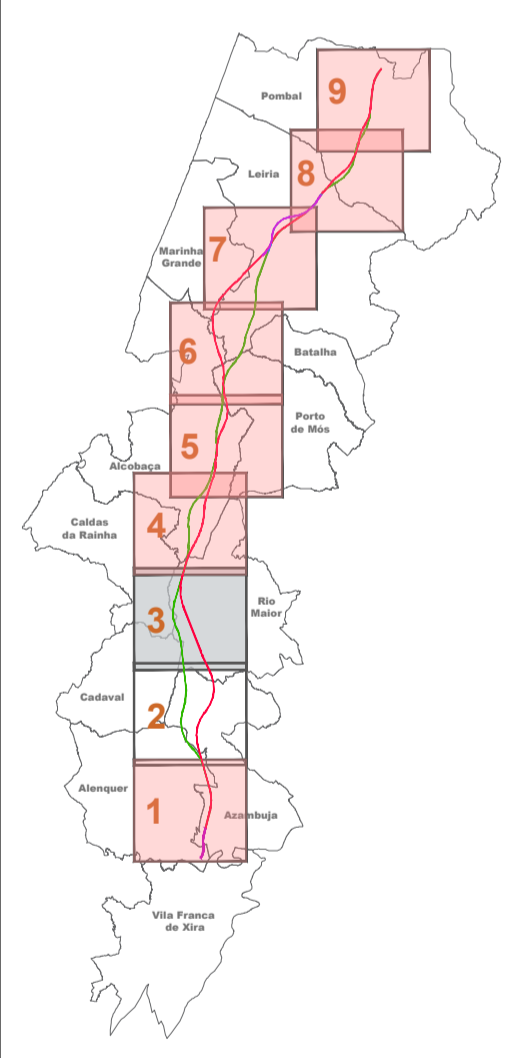 9
Pombal
8
Leiria
7
Marinha
Grande
6
Batalha
Porto
de Mós
5
Alcobaça
4
Caldas
da Rainha
Rio
Maior
3
Cadaval
2
Alenquer
1
Azambuja
Vila Franca
de Xira